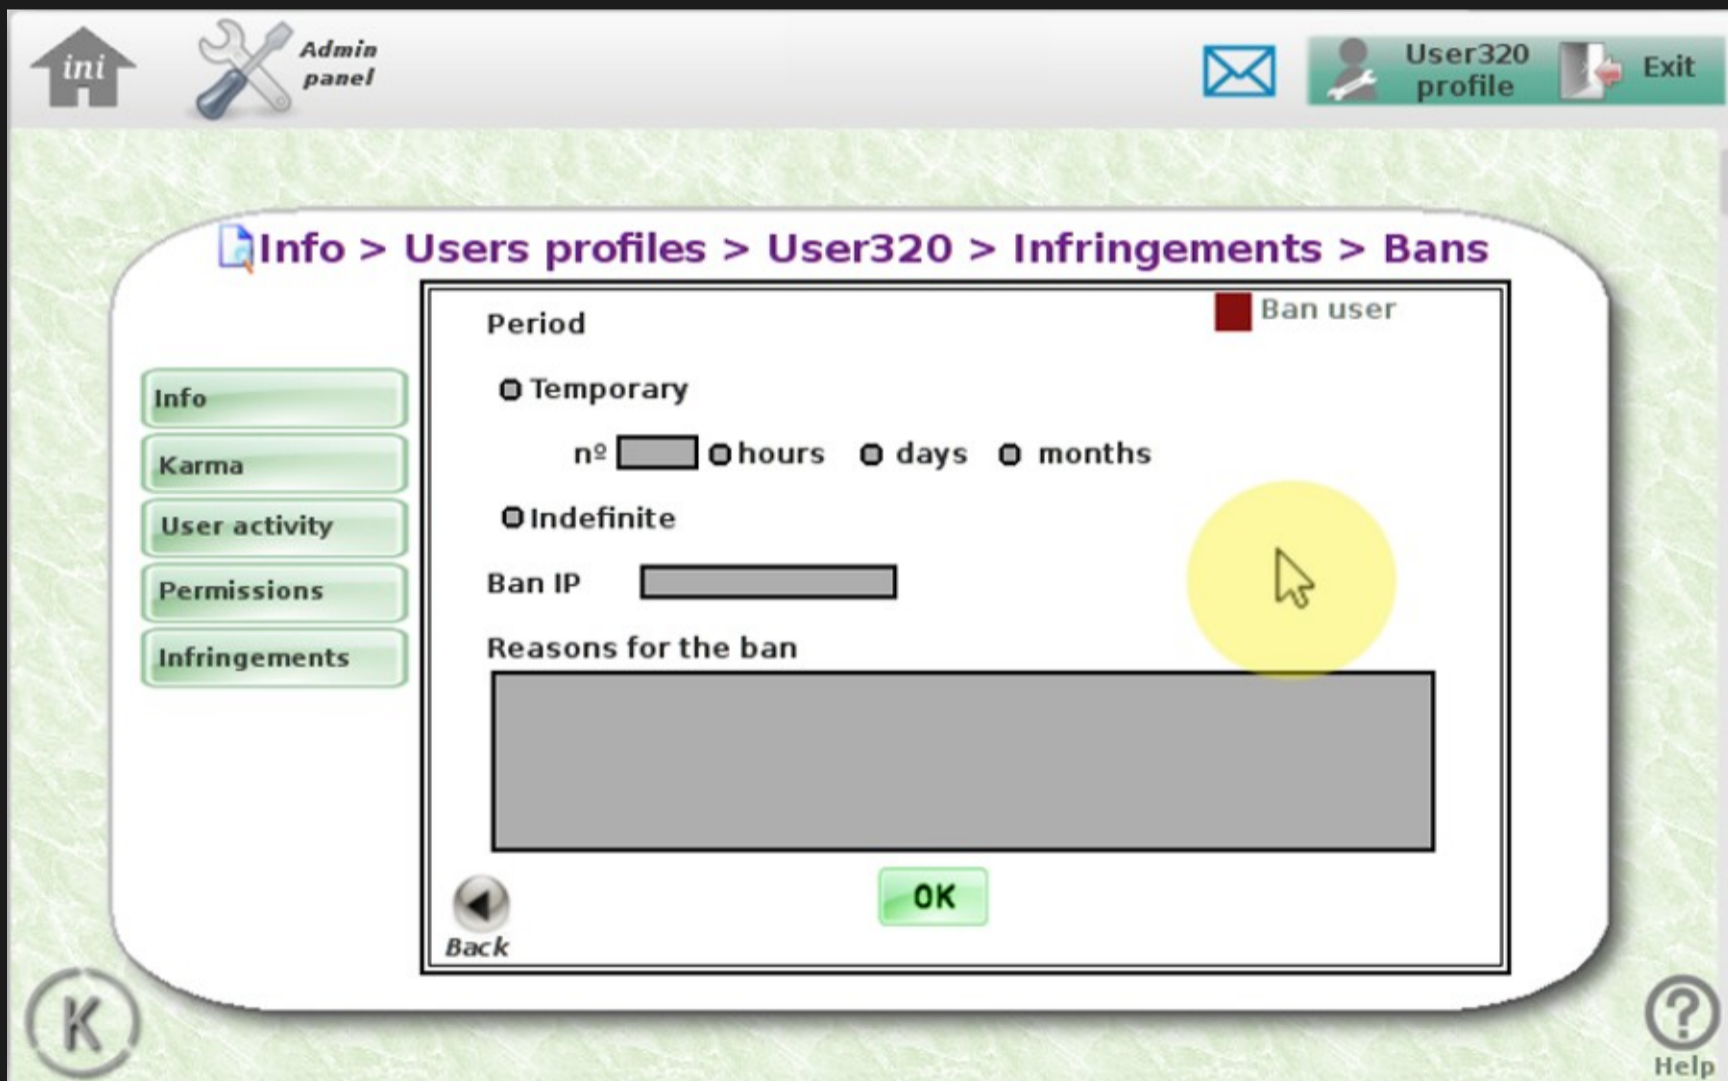 ini
Admin
panel
User320
profile
Exit
Info > Users profiles > User320 > Infringements > Bans
Info
Karma
User activity
Permissions
Infringements
Period
Ban user
Temporary
nº hours days months
Indefinite
Ban IP
Reasons for the ban
OK
Back
K
?
Help